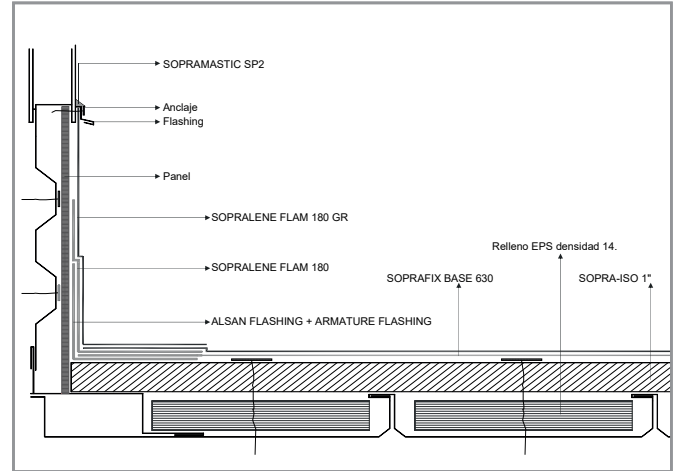 SOPRAMASTIC SP2
Anclaje
Flashing
Panel
SOPRALENE FLAM 180 GR
Relleno EPS densidad 14.
SOPRALENE FLAM 180
SOPRAFIX BASE 630
SOPRA-ISO 1"
ALSAN FLASHING + ARMATURE FLASHING